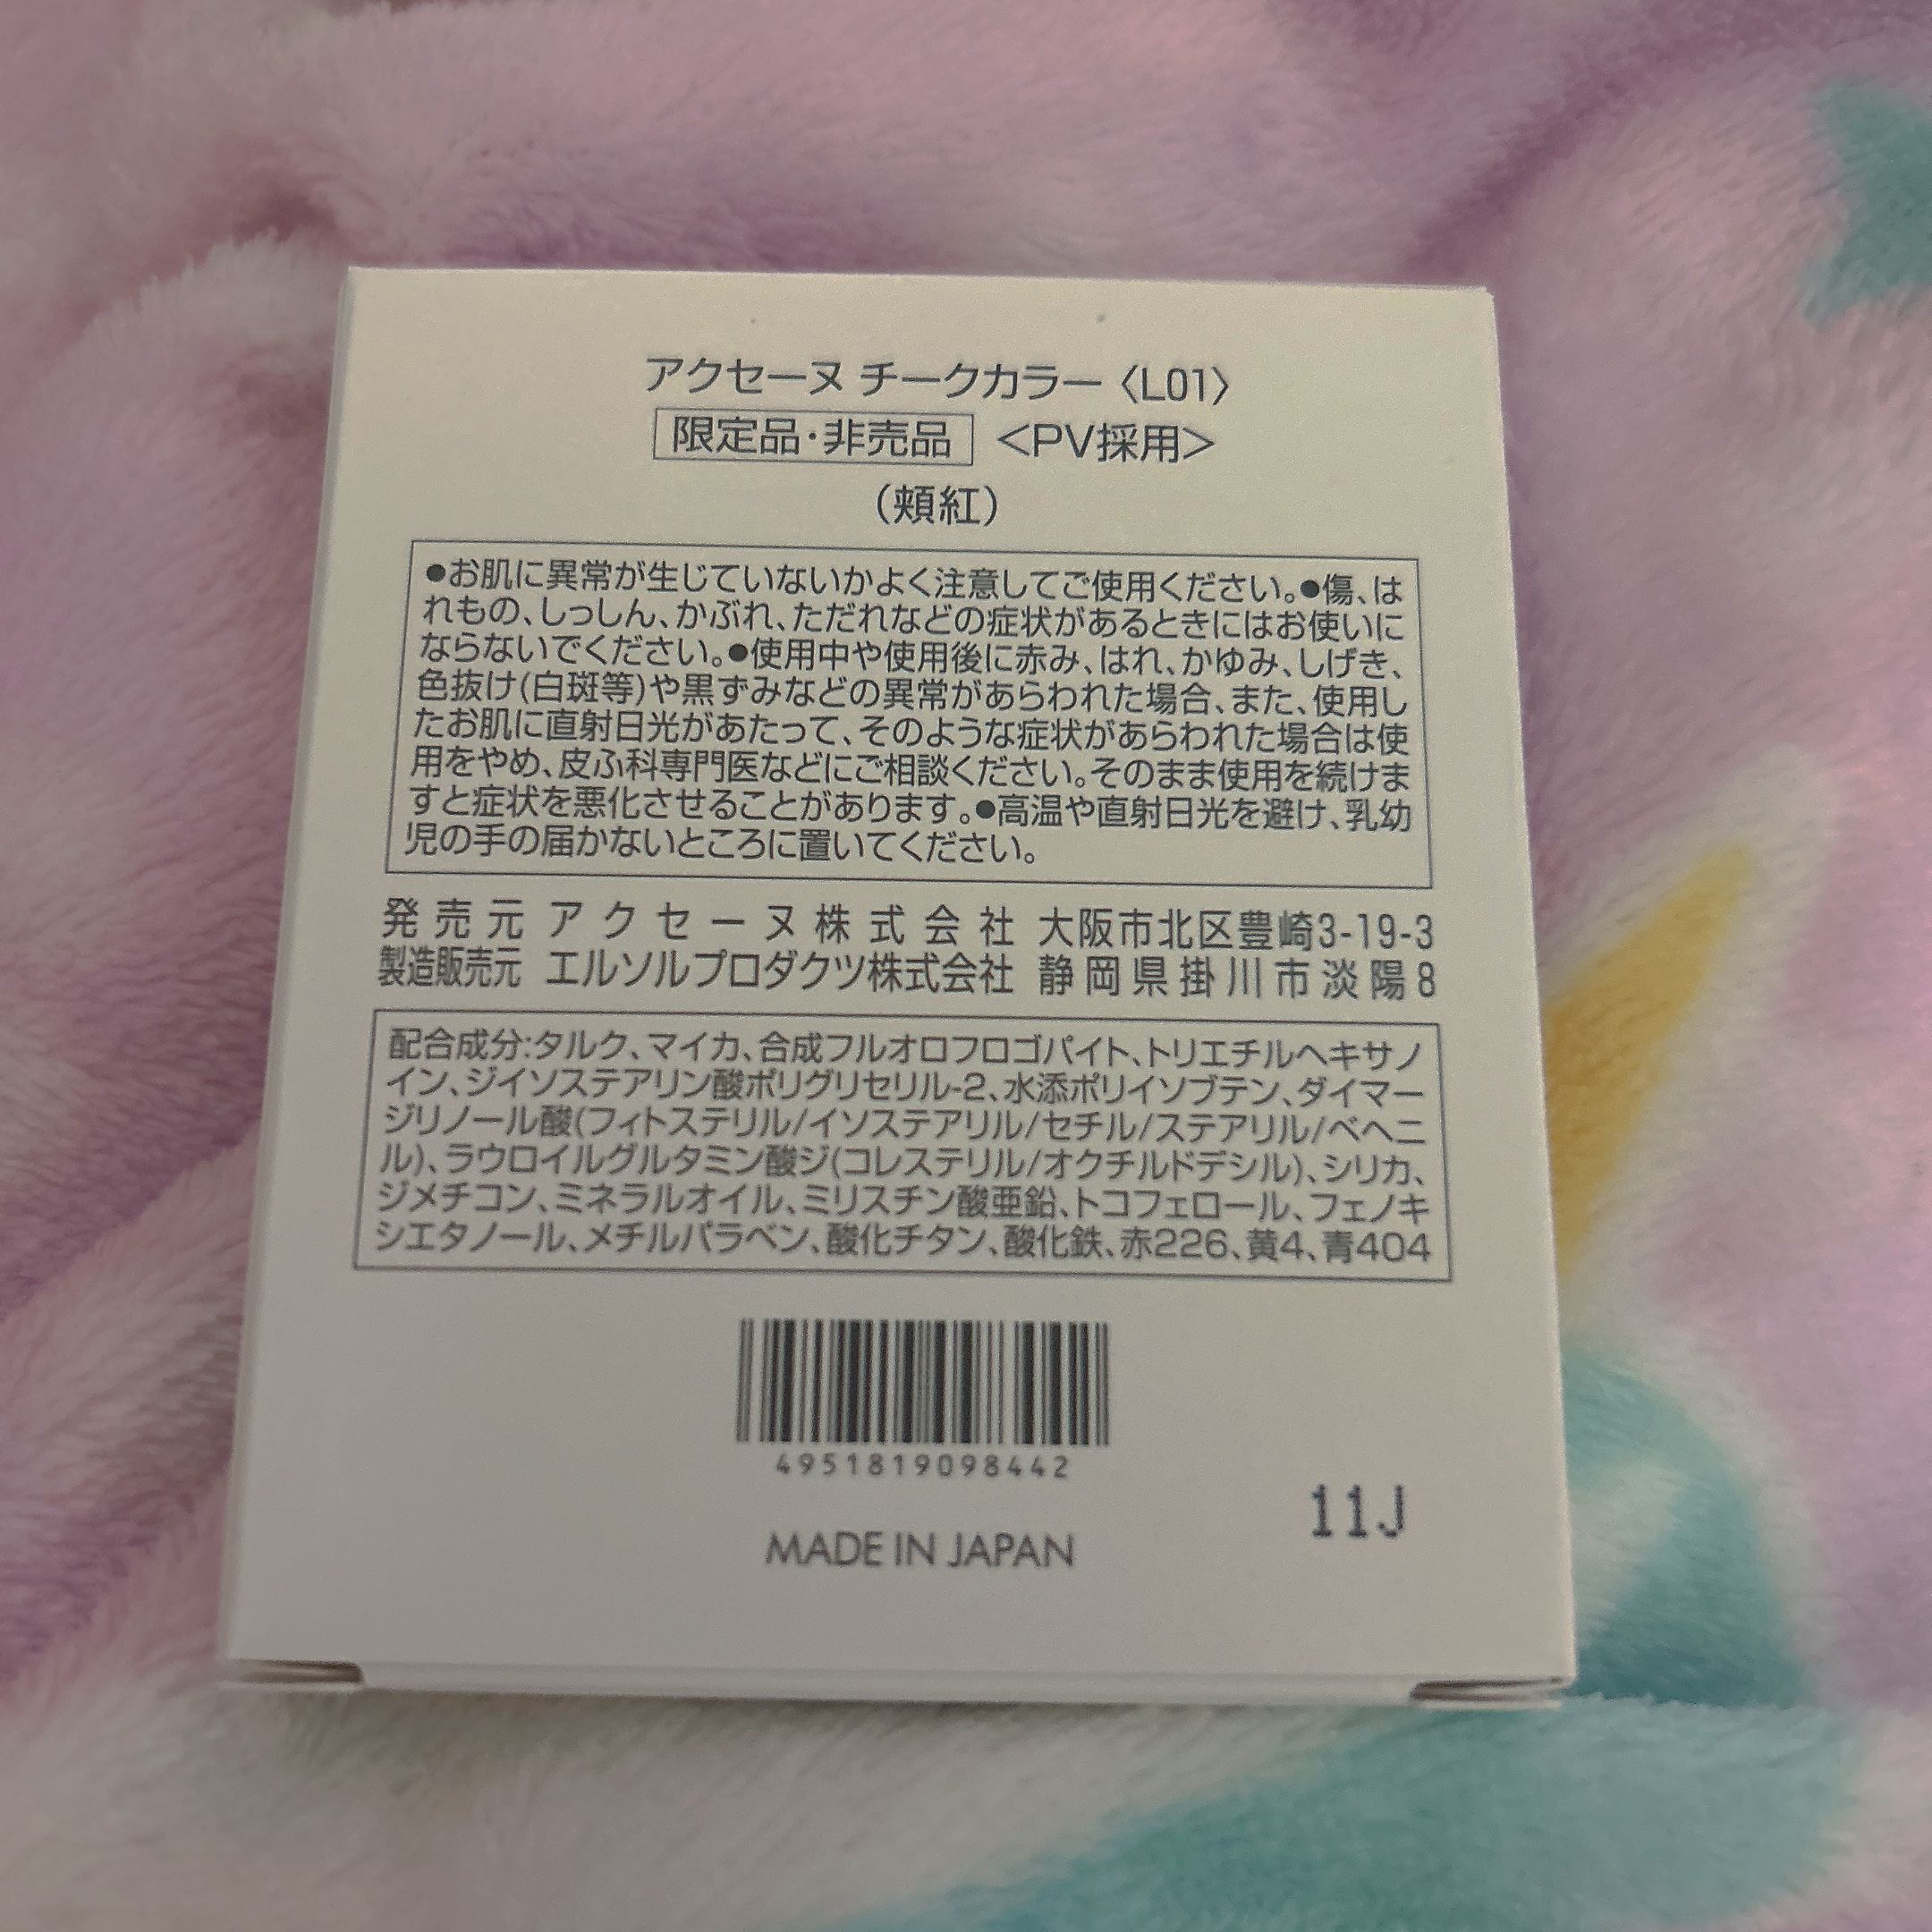 アクセーヌ チークカラー〈L01〉
限定品･非売品 <PV採用>
(頬紅)
●お肌に異常が生じていないかよく注意してご使用ください。●傷、は
れもの、しっしん、かぶれ、ただれなどの症状があるときにはお使いに
ならないでください。●使用中や使用後に赤み、はれ、かゆみ、しげき、
色抜け(白斑等)や黒ずみなどの異常があらわれた場合、また、使用し
たお肌に直射日光があたって、そのような症状があらわれた場合は使
用をやめ、皮ふ科専門医などにご相談ください。そのまま使用を続けま
すと症状を悪化させることがあります。●高温や直射日光を避け、乳幼
児の手の届かないところに置いてください。
発売元 アクセーヌ株式会社 大阪市北区豊崎3-19-3
製造販売元 エルソルプロダクツ株式会社 静岡県掛川市淡陽8
配合成分:タルク、マイカ、合成フルオロフロゴパイト、トリエチルヘキサノ
イン、ジイソステアリン酸ポリグリセリル-2、水添ポリイソブテン、ダイマー
ジリノール酸(フィトステリル/イソステアリル/セチル/ステアリル/ベヘニ
ル)、ラウロイルグルタミン酸ジ(コレステリル/オクチルドデシル)、シリカ、
ジメチコン、ミネラルオイル、ミリスチン酸亜鉛、トコフェロール、フェノキ
シエタノール、メチルパラベン、酸化チタン、酸化鉄、赤226、黄4、青404
4951819098442
MADE IN JAPAN
11J